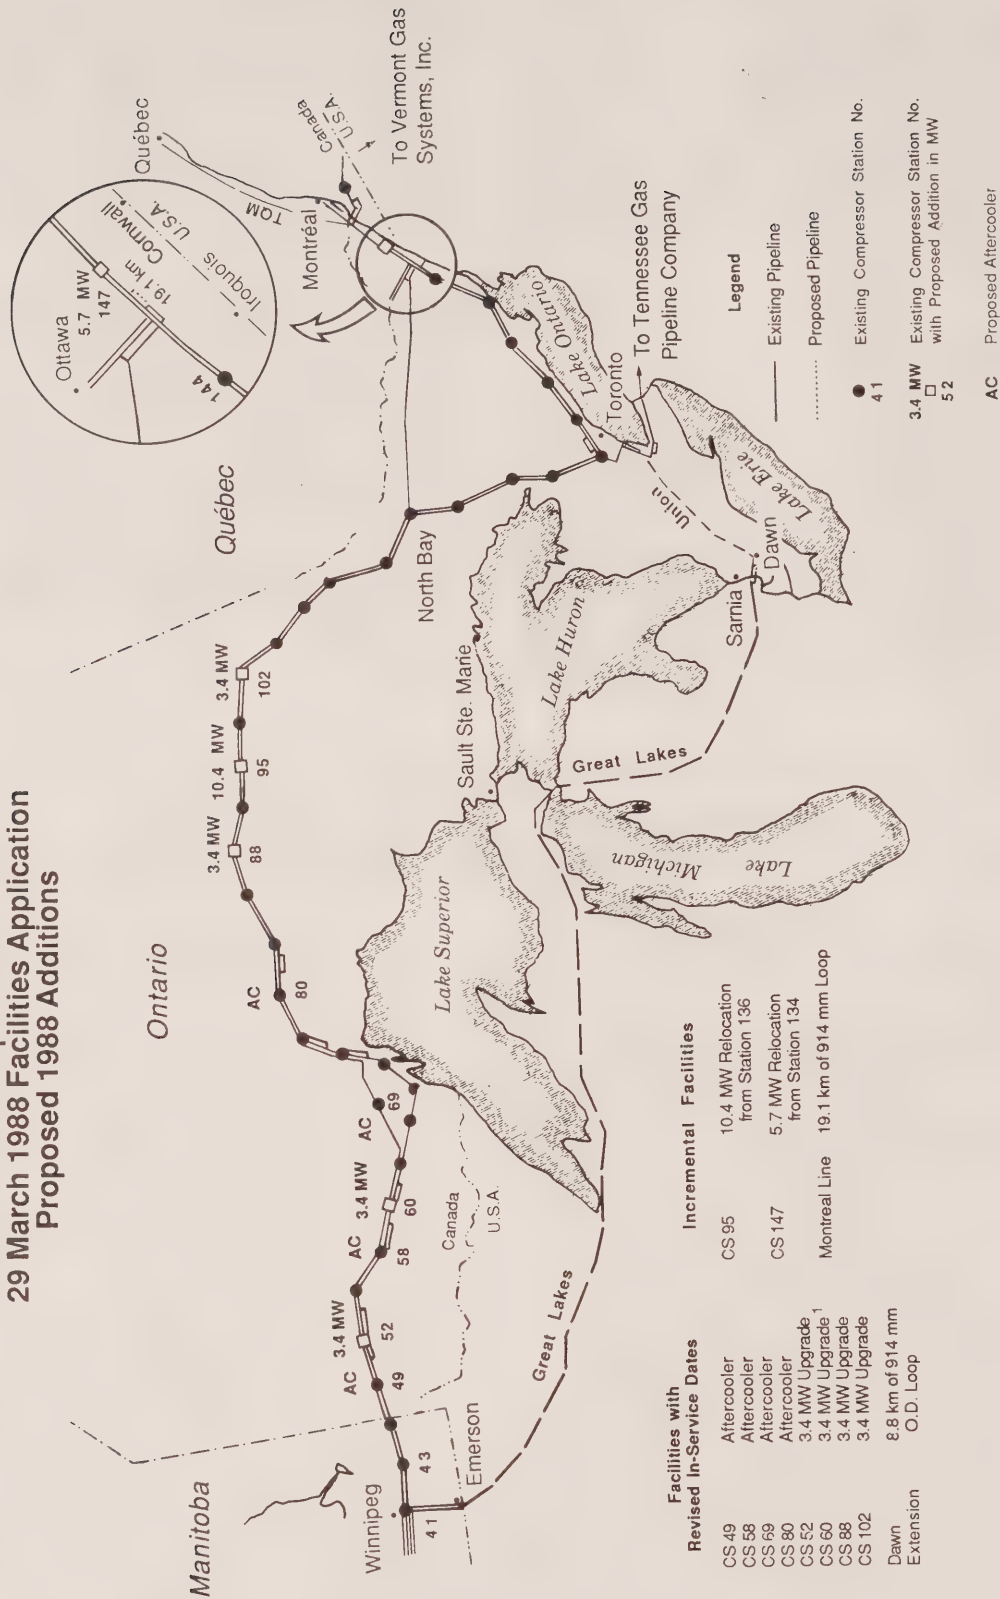 29 March 1988 Facilities Application
Proposed 1988 Additions
Manitoba
Ontario
Québec
Winnipeg
41
43
Emerson
AC
49
3.4 MW
52
AC
58
3.4 MW
60
AC
69
AC
80
3.4 MW
88
10.4 MW
95
3.4 MW
102
Canada
U.S.A.
Great Lakes
Lake Superior
Sault Ste. Marie
Lake
Michigan
Great Lakes
Lake Huron
Sarnia
Dawn
Union
Lake Erie
North Bay
Toronto
Lake Ontario
To Tennessee Gas
Pipeline Company
Ottawa
5.7 MW
147
19.1 km
Cornwall
U.S.A.
Iroquois
144
Montréal
TQM
Québec
Canada
U.S.A.
To Vermont Gas
Systems, Inc.
Facilities with
Revised In-Service Dates
CS 49 Aftercooler
CS 58 Aftercooler
CS 69 Aftercooler
CS 80 Aftercooler
CS 52 3.4 MW Upgrade
CS 60 3.4 MW Upgrade 1
CS 88 3.4 MW Upgrade
CS 102 3.4 MW Upgrade
Dawn 8.8 km of 914 mm
Extension O.D. Loop
Incremental Facilities
CS 95 10.4 MW Relocation
from Station 136
CS 147 5.7 MW Relocation
from Station 134
Montreal Line 19.1 km of 914 mm Loop
Legend
Existing Pipeline
Proposed Pipeline
41 Existing Compressor Station No.
3.4 MW Existing Compressor Station No.
52 with Proposed Addition in MW
AC Proposed Aftercooler